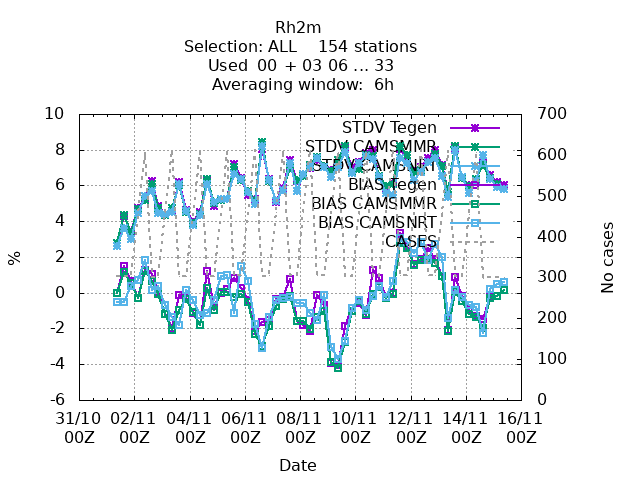 Rh2m
Selection: ALL 154 stations
Used 00 + 03 06 ... 33
Averaging window: 6h
10 700
STDV Tegen
8 STDV CAMSMMR 600
STDV CAMSNRT
6 BIAS Tegen 500
BIAS CAMSMMR
4 BIAS CAMSNRT 400
CASES
2
% No cases
0 300
-2 200
-4 100
-6 0
31/10 02/11 04/11 06/11 08/11 10/11 12/11 14/11 16/11
00Z 00Z 00Z 00Z 00Z 00Z 00Z 00Z 00Z
Date